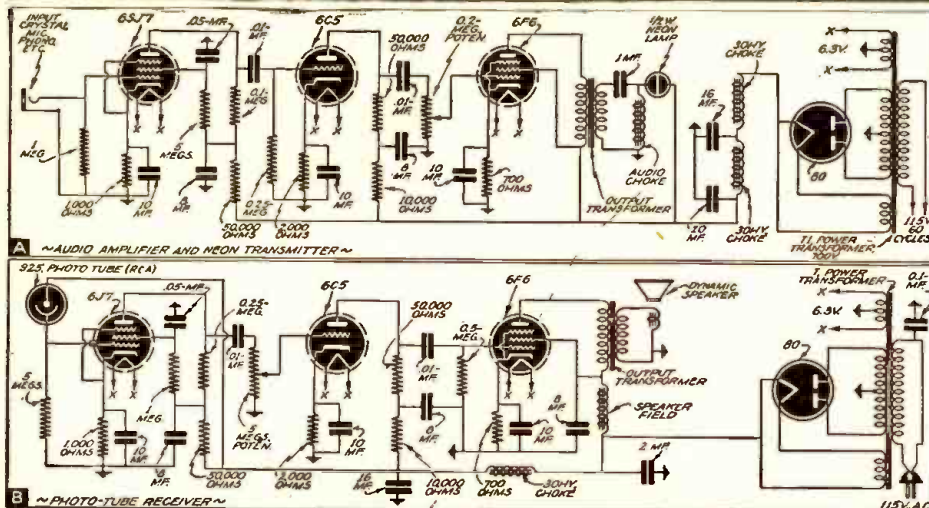 INPUT
CRYSTAL
MIC.
PHONO,
ETC.
6SJ7
.05-MF.
.1-
MF.
6C5
50,000
OHMS
0.2-
MEG.
POTEN.
6F6
1/2 W.
NEON
LAMP
1 MF.
30HY.
CHOKE
16
MF.
X
6.3V.
X
1
MEG.
1,000
OHMS
10
MF.
5
MEGS.
8
MF.
0.1-
MEG.
50,000
OHMS
0.25-
MEG.
2,000
OHMS
10
MF.
.01-
MF.
8
MF.
10,000
OHMS
10
MF.
700
OHMS
OUTPUT
TRANSFORMER
AUDIO
CHOKE
10
MF.
30HY.
CHOKE
80
T1, POWER
TRANSFORMER,
700V.
115V.
60
CYCLES
X X
X X
X X
A ~AUDIO AMPLIFIER AND NEON TRANSMITTER~
925, PHOTO TUBE (RCA)
6J7
.05-MF.
0.25-
MEG.
6C5
50,000
OHMS
0.5-
MEG.
6F6
DYNAMIC
SPEAKER
T, POWER
TRANSFORMER
X
6.3V.
X
0.1-
MF.
80
5
MEGS.
1,000
OHMS
10
MF.
1
MEG.
8
MF.
50,000
OHMS
.01-
MF.
5
MEGS.
POTEN.
2,000
OHMS
10
MF.
16
MF.
.01-
MF.
8
MF.
10,000
OHMS
700
OHMS
10
MF.
30HY.
CHOKE
8
MF.
OUTPUT
TRANSFORMER
SPEAKER
FIELD
2 MF.
115V. A.C.
X X
X X
X X
B ~PHOTO-TUBE RECEIVER~